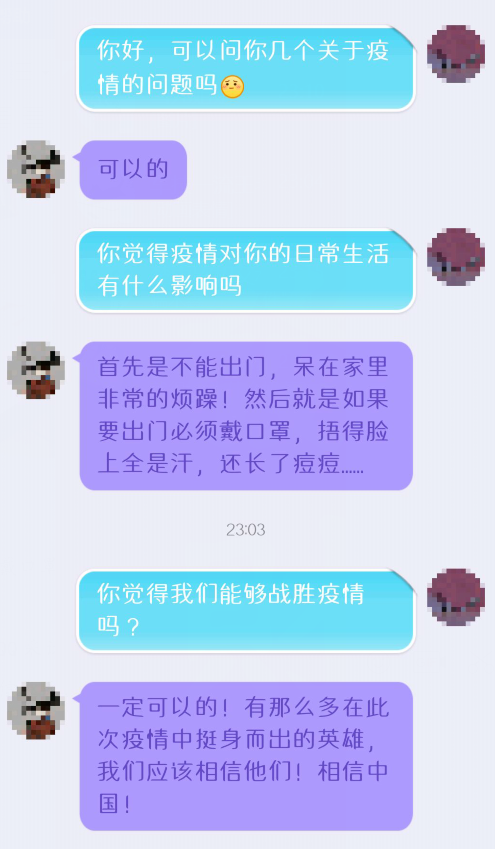 你好，可以问你几个关于疫
情的问题吗
可以的
你觉得疫情对你的日常生活
有什么影响吗
首先是不能出门，呆在家里
非常的烦躁！然后就是如果
要出门必须戴口罩，捂得脸
上全是汗，还长了痘痘......
23:03
你觉得我们能够战胜疫情
吗？
一定可以的！有那么多在此
次疫情中挺身而出的英雄，
我们应该相信他们！相信中
国！